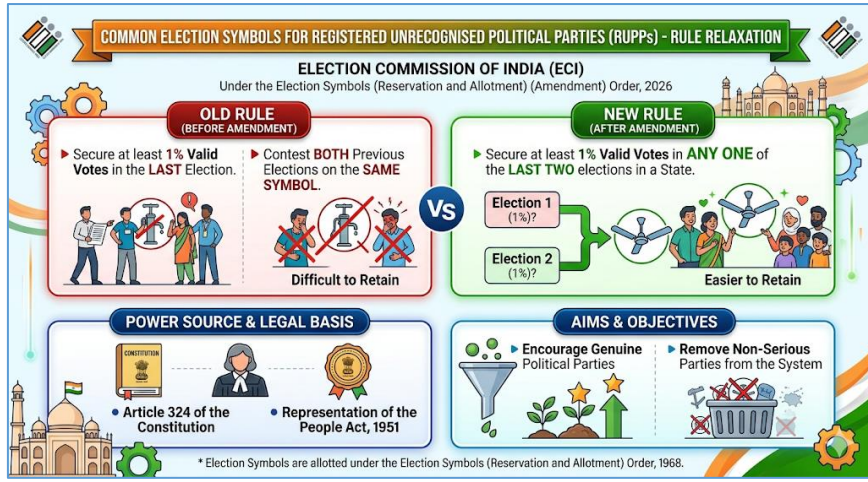 COMMON ELECTION SYMBOLS FOR REGISTERED UNRECOGNISED POLITICAL PARTIES (RUPPs) - RULE RELAXATION
ELECTION COMMISSION OF INDIA (ECI)
Under the Election Symbols (Reservation and Allotment) (Amendment) Order, 2026
OLD RULE
(BEFORE AMENDMENT)
Secure at least 1% Valid
Votes in the LAST Election.
Contest BOTH Previous
Elections on the SAME
SYMBOL.
Difficult to Retain
VS
NEW RULE
(AFTER AMENDMENT)
Secure at least 1% Valid Votes in ANY ONE of
the LAST TWO elections in a State.
Election 1
(1%)?
Election 2
(1%)?
Easier to Retain
POWER SOURCE & LEGAL BASIS
CONSTITUTION
• Article 324 of the
Constitution
• Representation of the
People Act, 1951
AIMS & OBJECTIVES
Encourage Genuine
Political Parties
Remove Non-Serious
Parties from the System
* Election Symbols are allotted under the Election Symbols (Reservation and Allotment) Order, 1968.